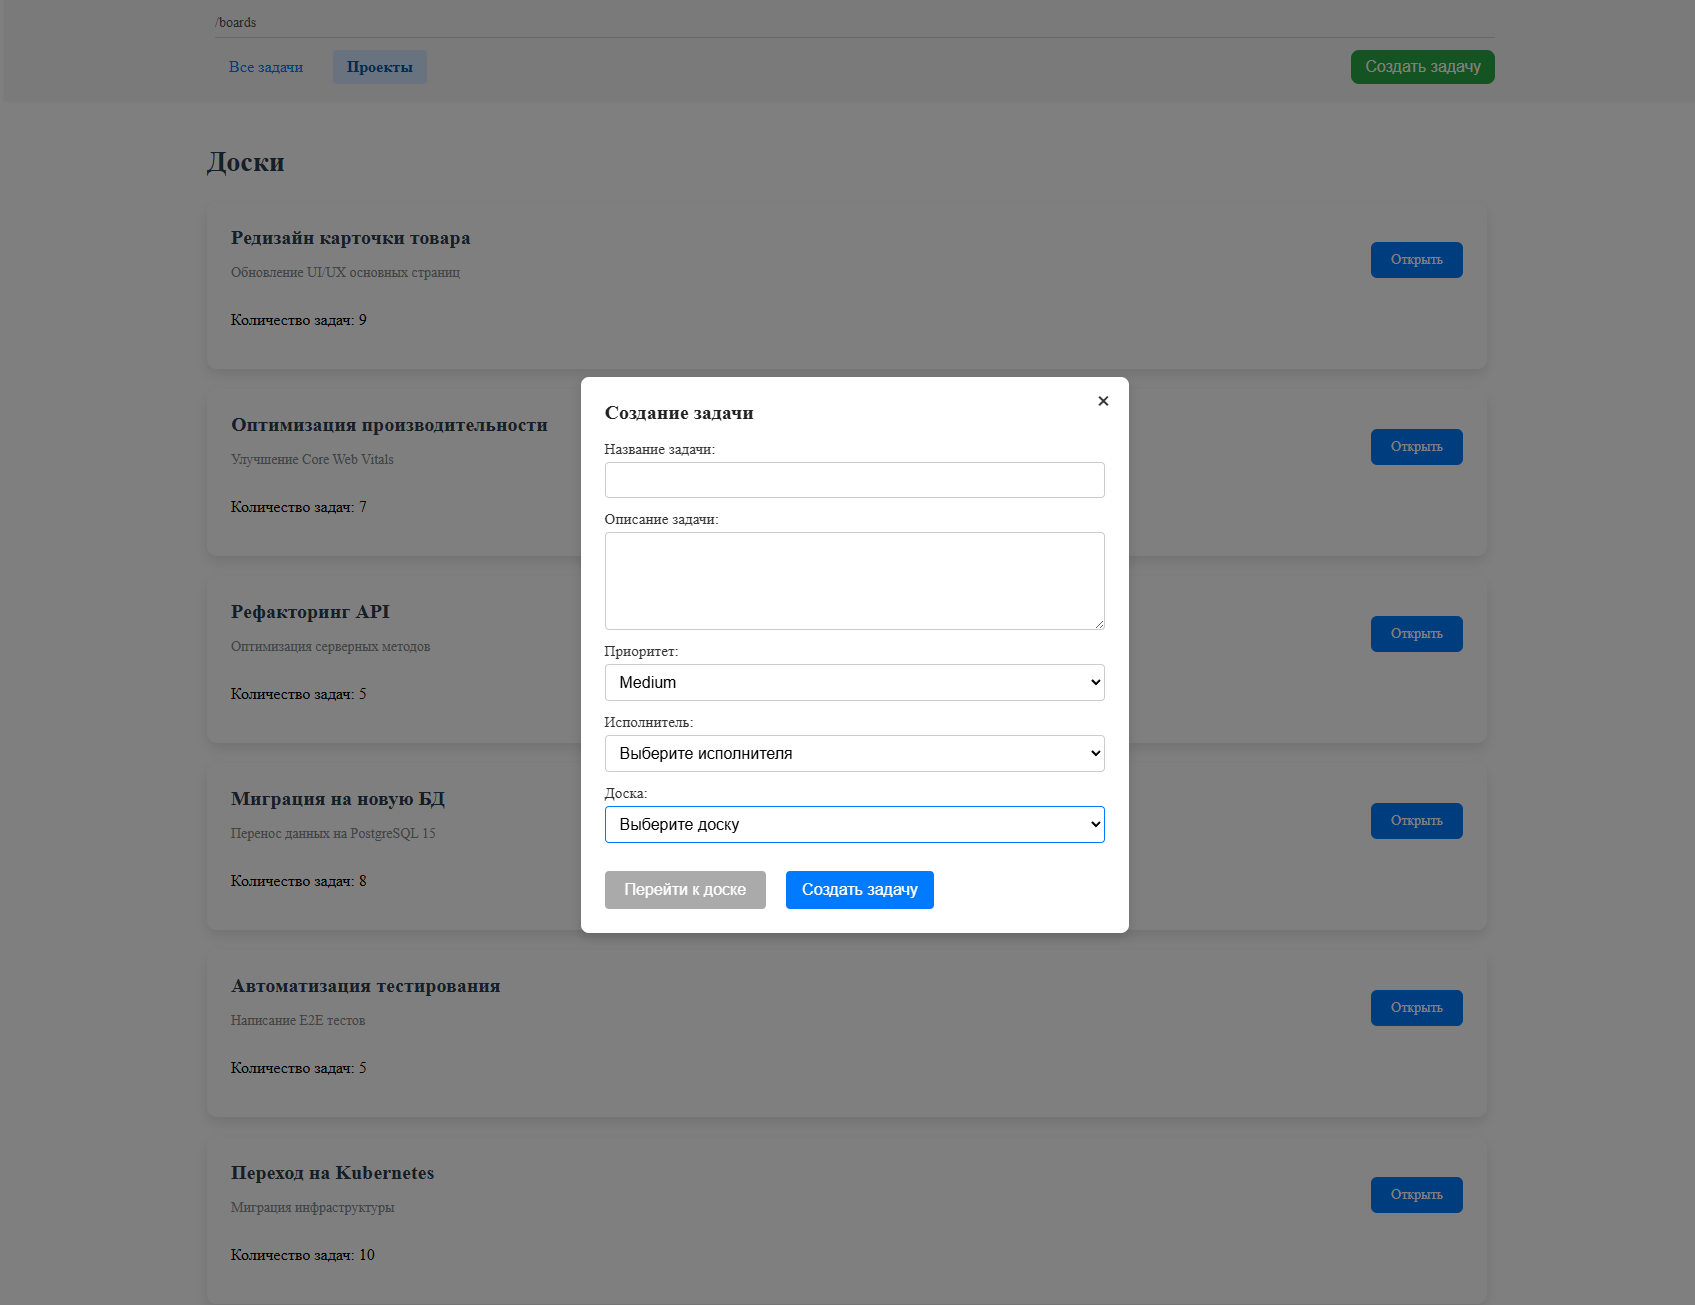 /boards
Все задачи
Проекты
Создать задачу
Доски
Редизайн карточки товара
Обновление UI/UX основных страниц
Количество задач: 9
Открыть
Оптимизация производительности
Улучшение Core Web Vitals
Количество задач: 7
Открыть
Рефакторинг API
Оптимизация серверных методов
Количество задач: 5
Открыть
Миграция на новую БД
Перенос данных на PostgreSQL 15
Количество задач: 8
Открыть
Автоматизация тестирования
Написание E2E тестов
Количество задач: 5
Открыть
Переход на Kubernetes
Миграция инфраструктуры
Количество задач: 10
Открыть
Создание задачи
×
Название задачи:
Описание задачи:
Приоритет:
Medium
Исполнитель:
Выберите исполнителя
Доска:
Выберите доску
Перейти к доске
Создать задачу